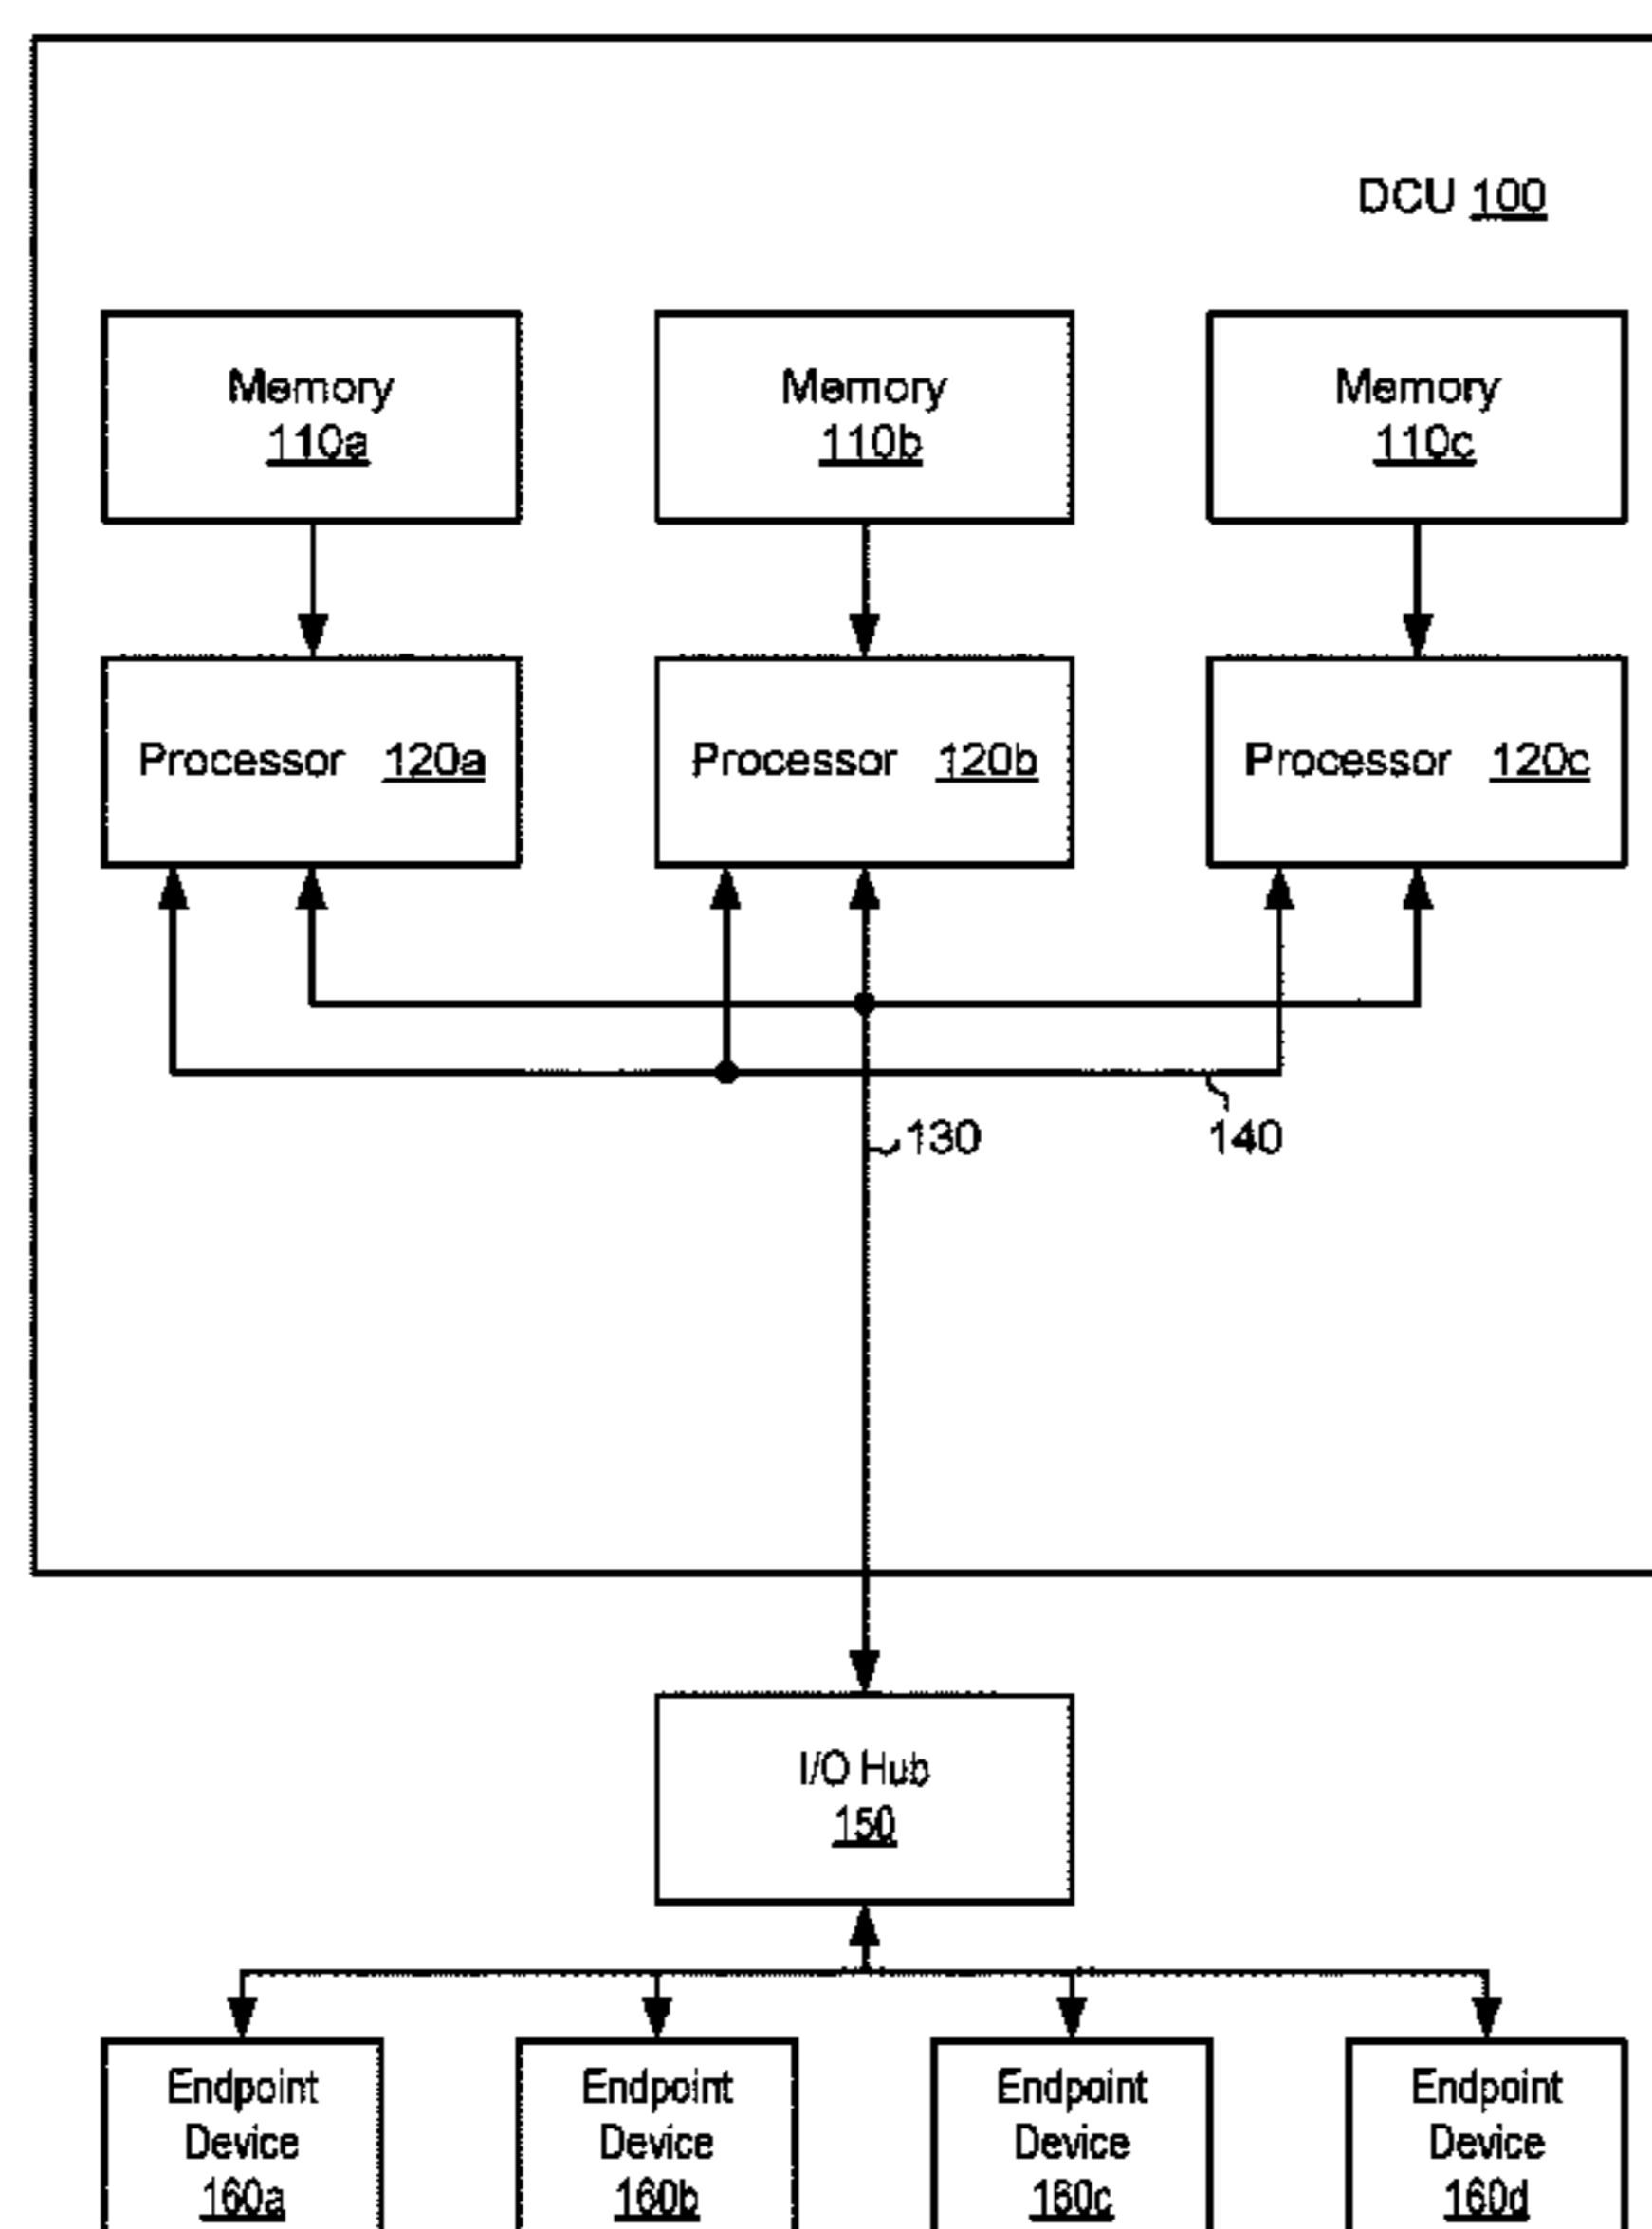 DCU 100
Memory
110a
Memory
110b
Memory
110c
Processor 120a
Processor 120b
Processor 120c
130
140
I/O Hub
150
Endpoint
Device
160a
Endpoint
Device
160b
Endpoint
Device
160c
Endpoint
Device
160d